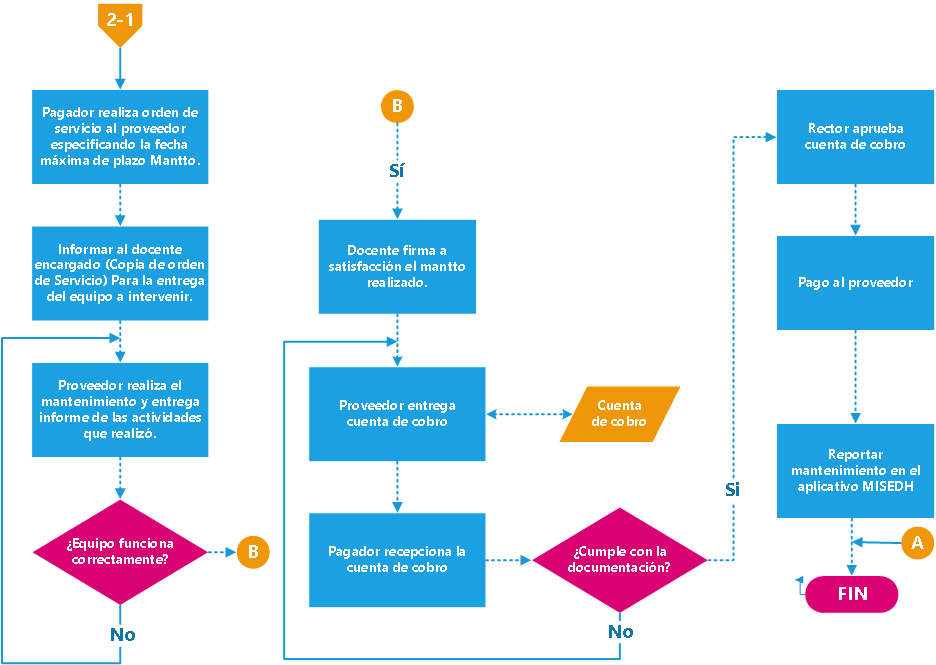 2-1
Pagador realiza orden de
servicio al proveedor
especificando la fecha
máxima de plazo Mantto.
Informar al docente
encargado (Copia de orden
de Servicio) Para la entrega
del equipo a intervenir.
Proveedor realiza el
mantenimiento y entrega
informe de las actividades
que realizó.
¿Equipo funciona
correctamente?
B
No
B
Sí
Docente firma a
satisfacción el mantto
realizado.
Proveedor entrega
cuenta de cobro
Cuenta
de cobro
Pagador recepciona la
cuenta de cobro
¿Cumple con la
documentación?
No
Si
Rector aprueba
cuenta de cobro
Pago al proveedor
Reportar
mantenimiento en el
aplicativo MISEDH
A
FIN